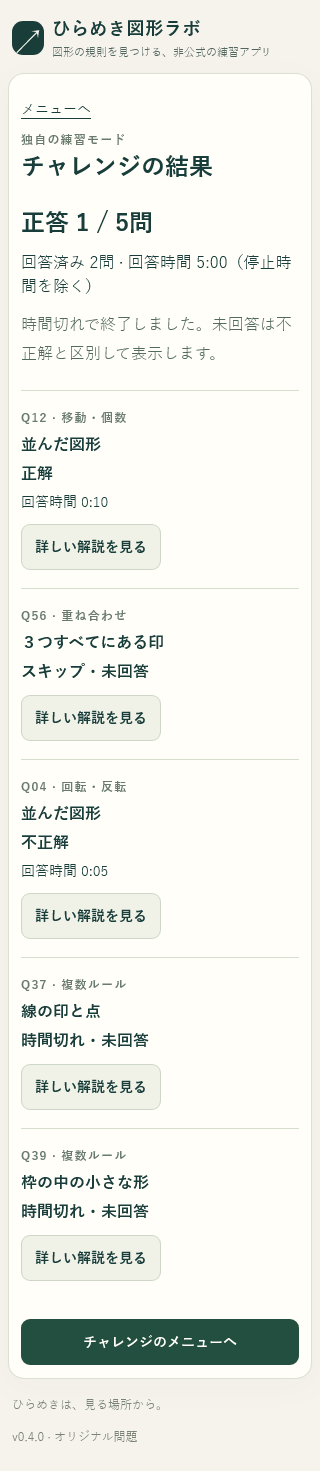 ひらめき図形ラボ
図形の規則を見つける、非公式の練習アプリ
メニューへ
独自の練習モード
チャレンジの結果
正答 1 / 5問
回答済み 2問 · 回答時間 5:00（停止時
間を除く）
時間切れで終了しました。未回答は不
正解と区別して表示します。
Q12 · 移動・個数
並んだ図形
正解
回答時間 0:10
詳しい解説を見る
Q56 · 重ね合わせ
３つすべてにある印
スキップ・未回答
詳しい解説を見る
Q04 · 回転・反転
並んだ図形
不正解
回答時間 0:05
詳しい解説を見る
Q37 · 複数ルール
線の印と点
時間切れ・未回答
詳しい解説を見る
Q39 · 複数ルール
枠の中の小さな形
時間切れ・未回答
詳しい解説を見る
チャレンジのメニューへ
ひらめきは、見る場所から。
v0.4.0 · オリジナル問題